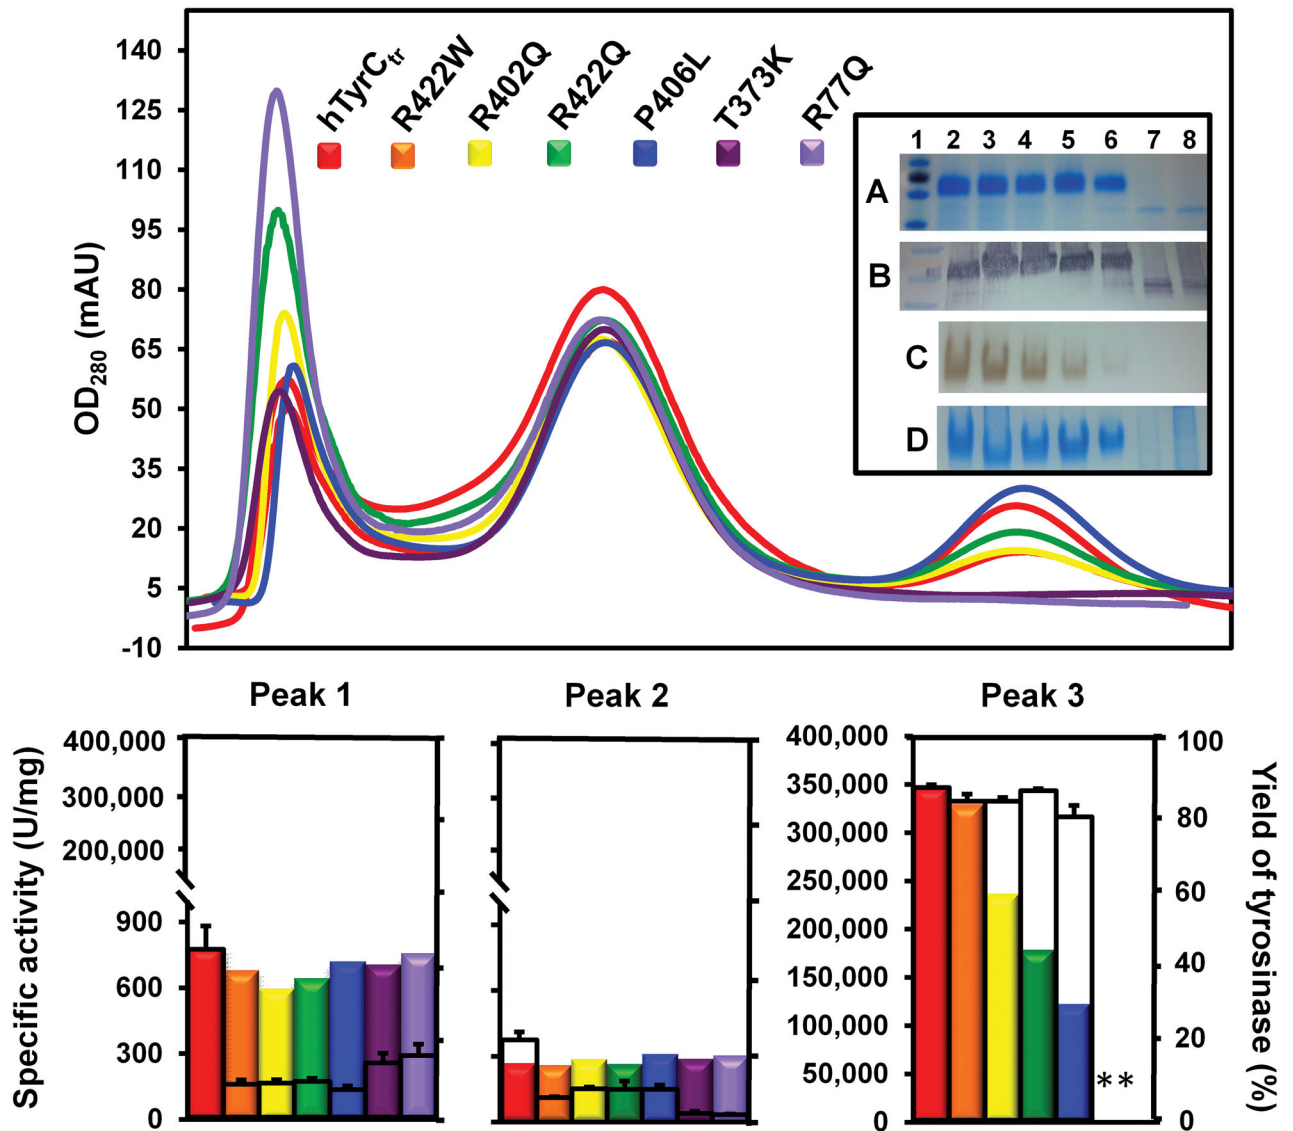 140
125
110
95
80
65
50
35
20
5
-10
OD280 (mAU)
hTyrCtr
R422W
R402Q
R422Q
P406L
T373K
R77Q
1 2 3 4 5 6 7 8
A
B
C
D
Peak 1
Peak 2
Peak 3
Specific activity (U/mg)
400,000
300,000
200,000
900
600
300
0
400,000
350,000
300,000
250,000
200,000
150,000
100,000
50,000
0
**
100
80
60
40
20
0
Yield of tyrosinase (%)